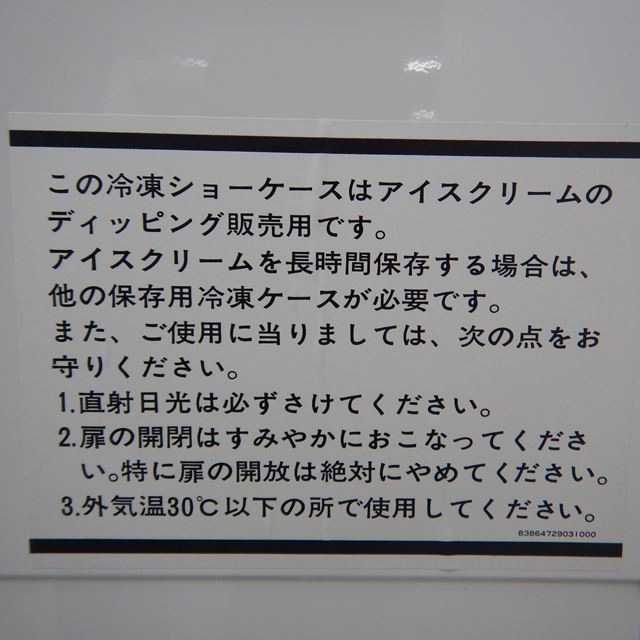 この冷凍ショーケースはアイスクリームの
ディッピング販売用です。
アイスクリームを長時間保存する場合は、
他の保存用冷凍ケースが必要です。
また、ご使用に当りましては、次の点をお
守りください。
1.直射日光は必ずさけてください。
2.扉の開閉はすみやかにおこなってくださ
い。特に扉の開放は絶対にやめてください。
3.外気温30℃以下の所で使用してください。
83864729031000